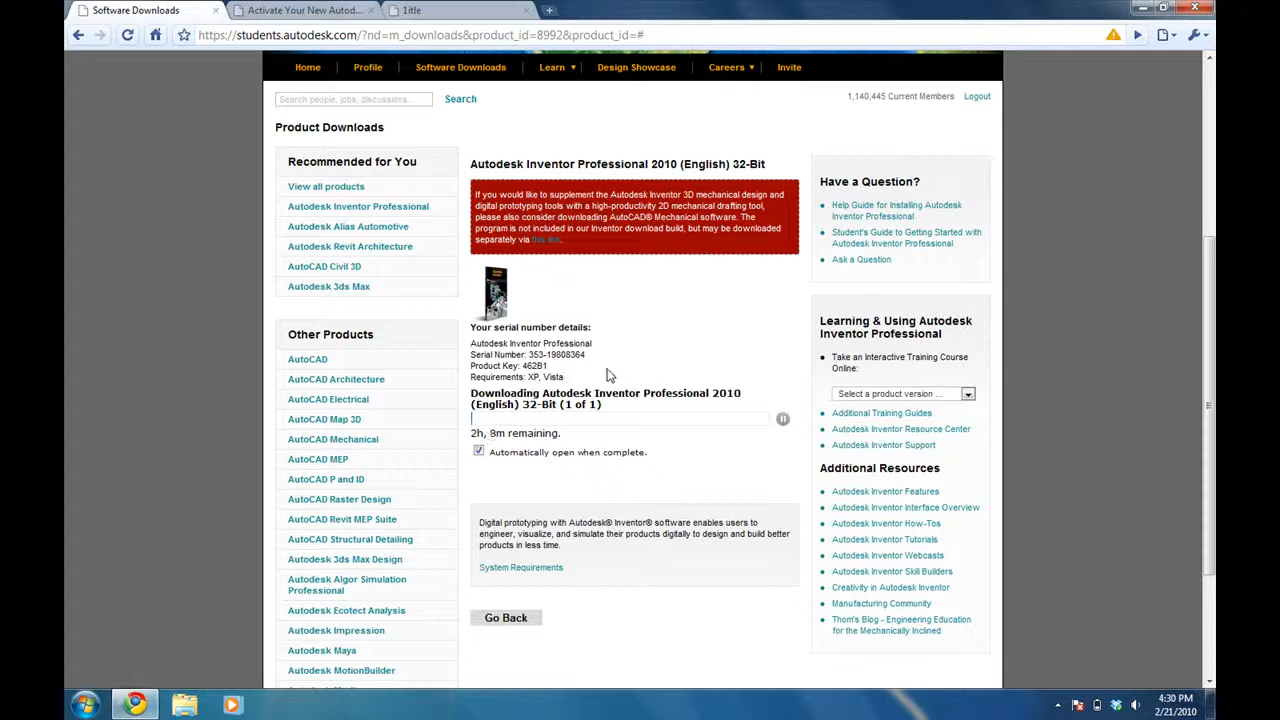 Software Downloads
Activate Your New Autod...
1itle
https://students.autodesk.com/?nd=m_downloads&product_id=8992&product_id=#
Home
Profile
Software Downloads
Learn
Design Showcase
Careers
Invite
Search people, jobs, discussions..
Search
1,140,445 Current Members
Logout
Product Downloads
Recommended for You
View all products
Autodesk Inventor Professional
Autodesk Alias Automotive
Autodesk Revit Architecture
AutoCAD Civil 3D
Autodesk 3ds Max
Other Products
AutoCAD
AutoCAD Architecture
AutoCAD Electrical
AutoCAD Map 3D
AutoCAD Mechanical
AutoCAD MEP
AutoCAD P and ID
AutoCAD Raster Design
AutoCAD Revit MEP Suite
AutoCAD Structural Detailing
Autodesk 3ds Max Design
Autodesk Algor Simulation
Professional
Autodesk Ecotect Analysis
Autodesk Impression
Autodesk Maya
Autodesk MotionBuilder
Autodesk Inventor Professional 2010 (English) 32-Bit
If you would like to supplement the Autodesk Inventor 3D mechanical design and
digital prototyping tools with a high-productivity 2D mechanical drafting tool,
please also consider downloading AutoCAD® Mechanical software. The
program is not included in our Inventor download build, but may be downloaded
separately via this link.
Your serial number details:
Autodesk Inventor Professional
Serial Number: 353-19808364
Product Key: 462B1
Requirements: XP, Vista
Downloading Autodesk Inventor Professional 2010
(English) 32-Bit (1 of 1)
2h, 8m remaining.
Automatically open when complete.
Digital prototyping with Autodesk® Inventor® software enables users to
engineer, visualize, and simulate their products digitally to design and build better
products in less time.
System Requirements
Go Back
Have a Question?
Help Guide for Installing Autodesk
Inventor Professional
Student's Guide to Getting Started with
Autodesk Inventor Professional
Ask a Question
Learning & Using Autodesk
Inventor Professional
Take an Interactive Training Course
Online:
Select a product version ...
Additional Training Guides
Autodesk Inventor Resource Center
Autodesk Inventor Support
Additional Resources
Autodesk Inventor Features
Autodesk Inventor Interface Overview
Autodesk Inventor How-Tos
Autodesk Inventor Tutorials
Autodesk Inventor Webcasts
Autodesk Inventor Skill Builders
Creativity in Autodesk Inventor
Manufacturing Community
Thom's Blog - Engineering Education
for the Mechanically Inclined
4:30 PM
2/21/2010